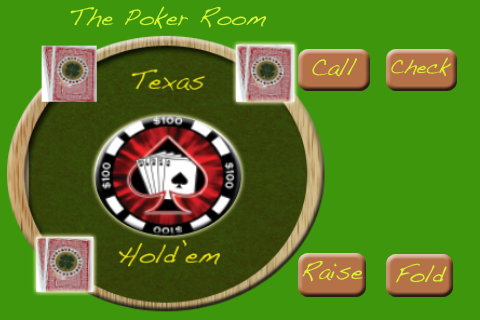 The Poker Room
Texas
Call
Check
$100
$100
$100
$100
Hold'em
Raise
Fold